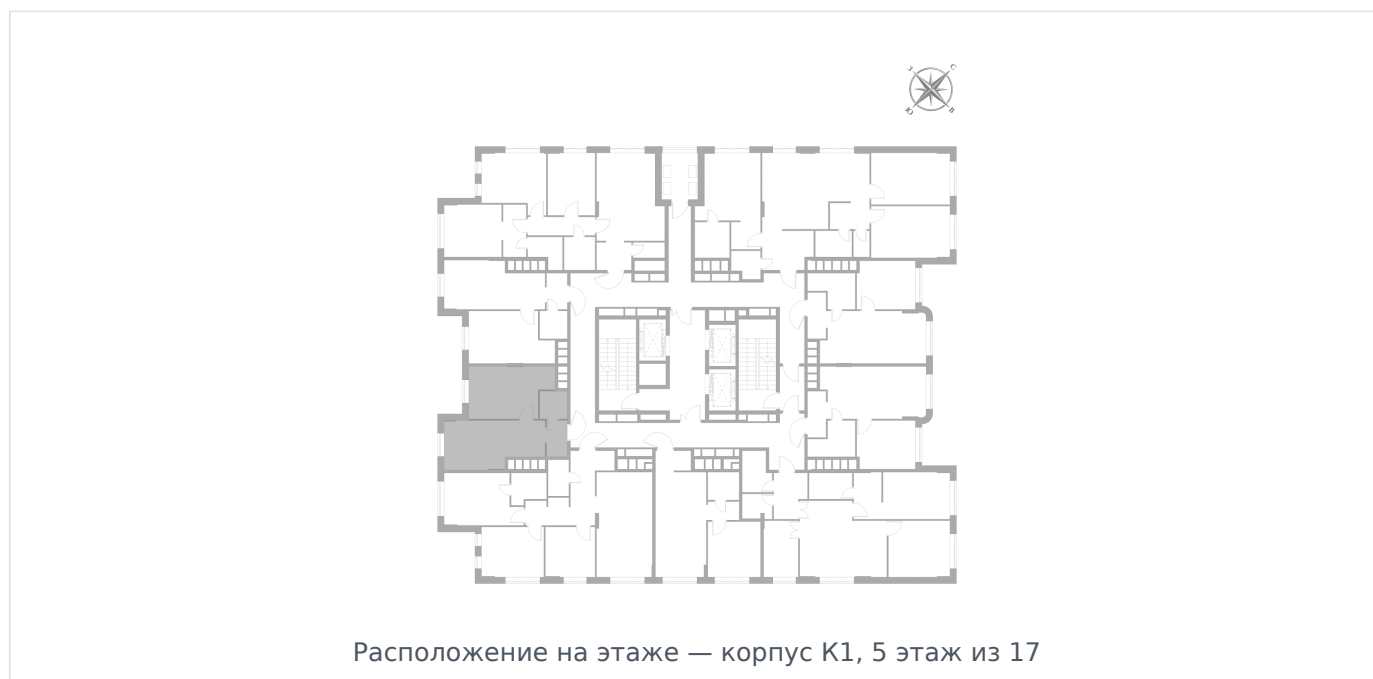 З С
Ю В
Расположение на этаже — корпус К1, 5 этаж из 17